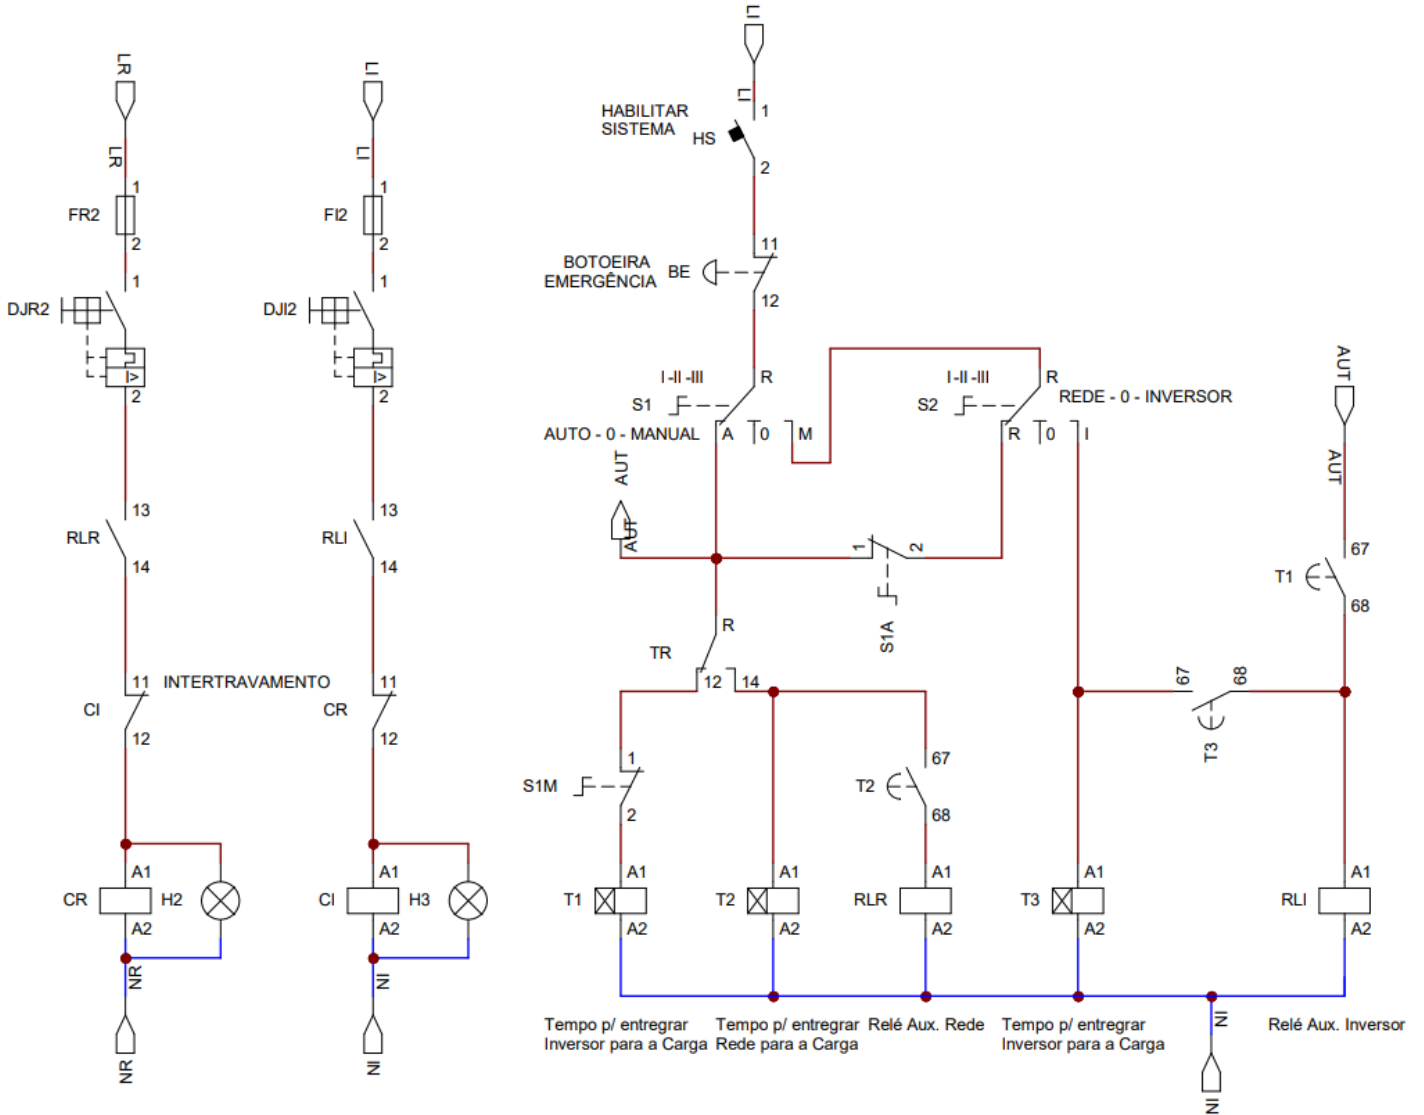 LR
LR
1
FR2
2
1
DJR2
I>
2
13
RLR
14
11
INTERTRAVAMENTO
CI
12
A1
CR
H2
A2
NR
NR
LI
LI
1
FI2
2
1
DJI2
I>
2
13
RLI
14
11
CR
12
A1
CI
H3
A2
NI
NI
LI
LI
1
HABILITAR
SISTEMA
HS
2
11
BOTOEIRA
EMERGÊNCIA
BE
12
I -II -III
R
S1
AUTO - 0 - MANUAL
A
0
M
I -II -III
R
S2
REDE - 0 - INVERSOR
R
0
I
AUT
AUT
1
2
S1A
R
TR
12
14
1
S1M
2
67
T2
68
AUT
AUT
67
T1
68
67
68
T3
A1
T1
A2
A1
T2
A2
A1
RLR
A2
A1
T3
A2
A1
RLI
A2
Tempo p/ entregrar
Inversor para a Carga
Tempo p/ entregrar
Rede para a Carga
Relé Aux. Rede
Tempo p/ entregrar
Inversor para a Carga
NI
NI
Relé Aux. Inversor